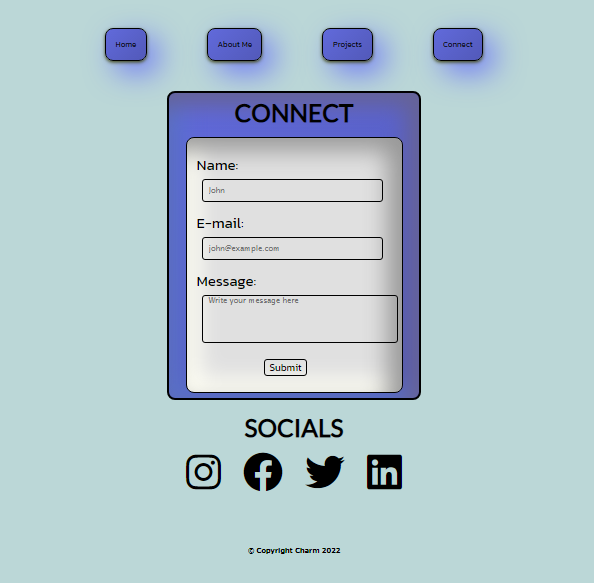 Home
About Me
Projects
Connect
CONNECT
Name:
John
E-mail:
john@example.com
Message:
Write your message here
Submit
SOCIALS
in
© Copyright Charm 2022